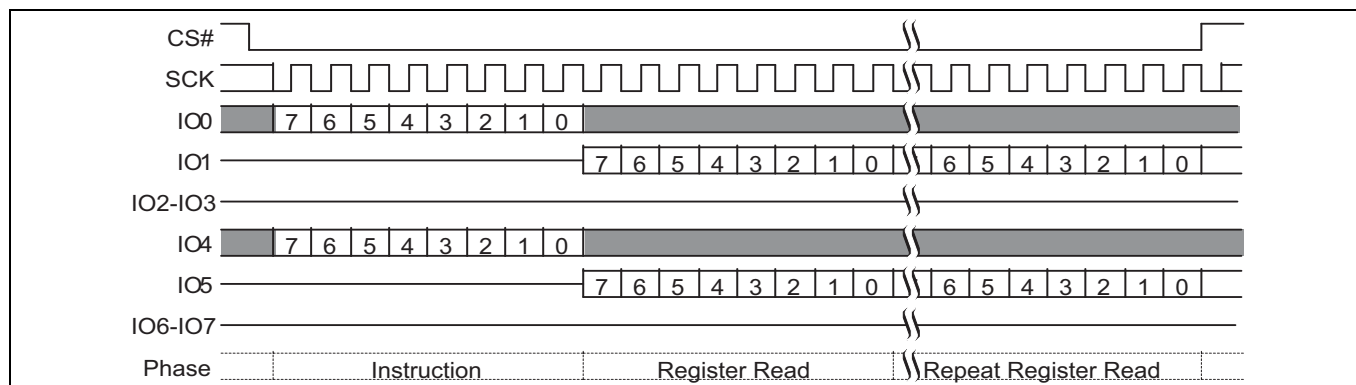 CS#
SCK
IO0 7 6 5 4 3 2 1 0
IO1 7 6 5 4 3 2 1 0 6 5 4 3 2 1 0
IO2-IO3
IO4 7 6 5 4 3 2 1 0
IO5 7 6 5 4 3 2 1 0 6 5 4 3 2 1 0
IO6-IO7
Phase Instruction Register Read Repeat Register Read